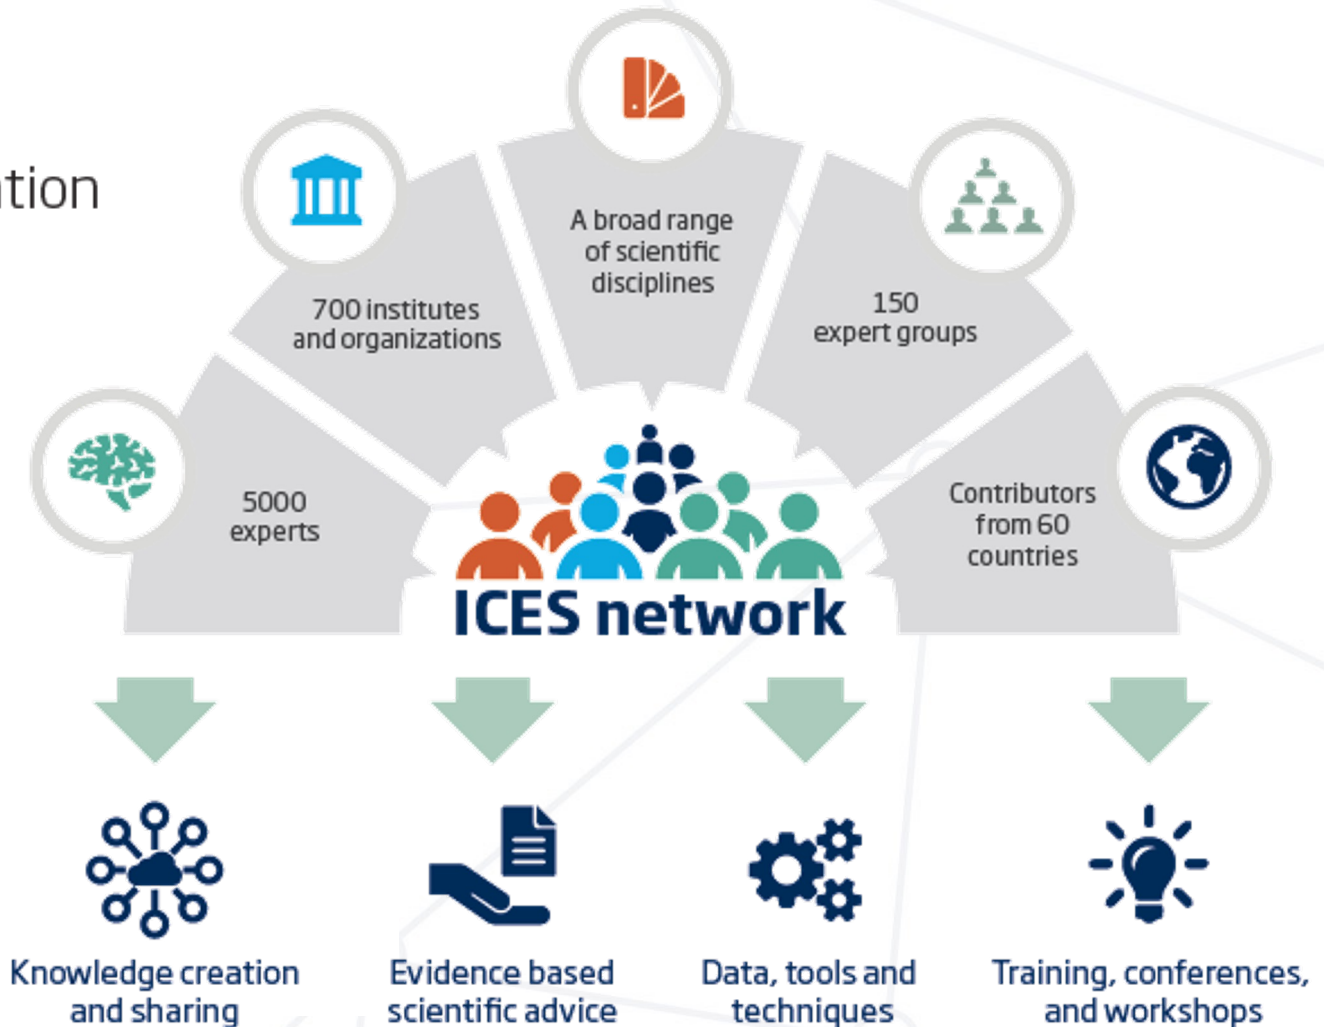 ation
A broad range
of scientific
disciplines
700 institutes
and organizations
150
expert groups
5000
experts
Contributors
from 60
countries
ICES network
Knowledge creation
and sharing
Evidence based
scientific advice
Data, tools and
techniques
Training, conferences,
and workshops